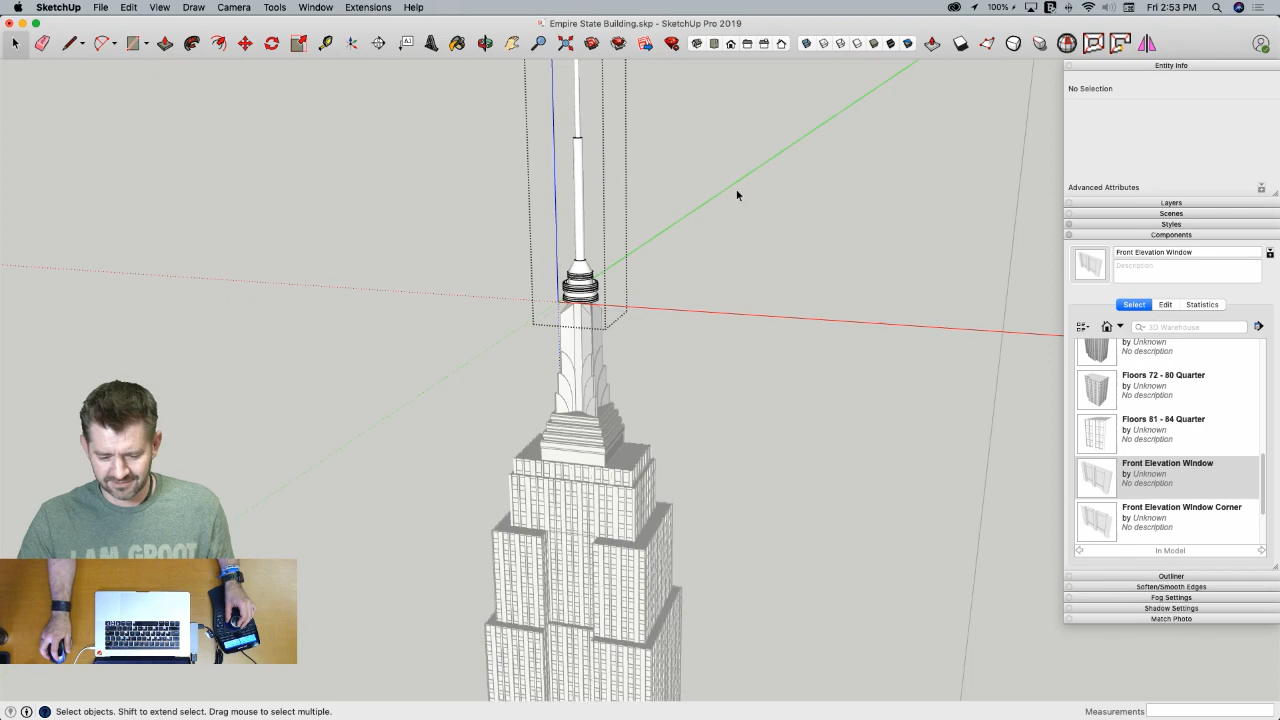 SketchUp File Edit View Draw Camera Tools Window Extensions Help 100% Fri 2:53 PM
Empire State Building.skp - SketchUp Pro 2019
Entity Info
No Selection
Advanced Attributes
Layers
Scenes
Styles
Components
Front Elevation Window
Description
Select Edit Statistics
3D Warehouse
by Unknown
No description
Floors 72 - 80 Quarter
by Unknown
No description
Floors 81 - 84 Quarter
by Unknown
No description
Front Elevation Window
by Unknown
No description
Front Elevation Window Corner
by Unknown
No description
In Model
Outliner
Soften/Smooth Edges
Fog Settings
Shadow Settings
Match Photo
I AM GROOT
Select objects. Shift to extend select. Drag mouse to select multiple.
Measurements